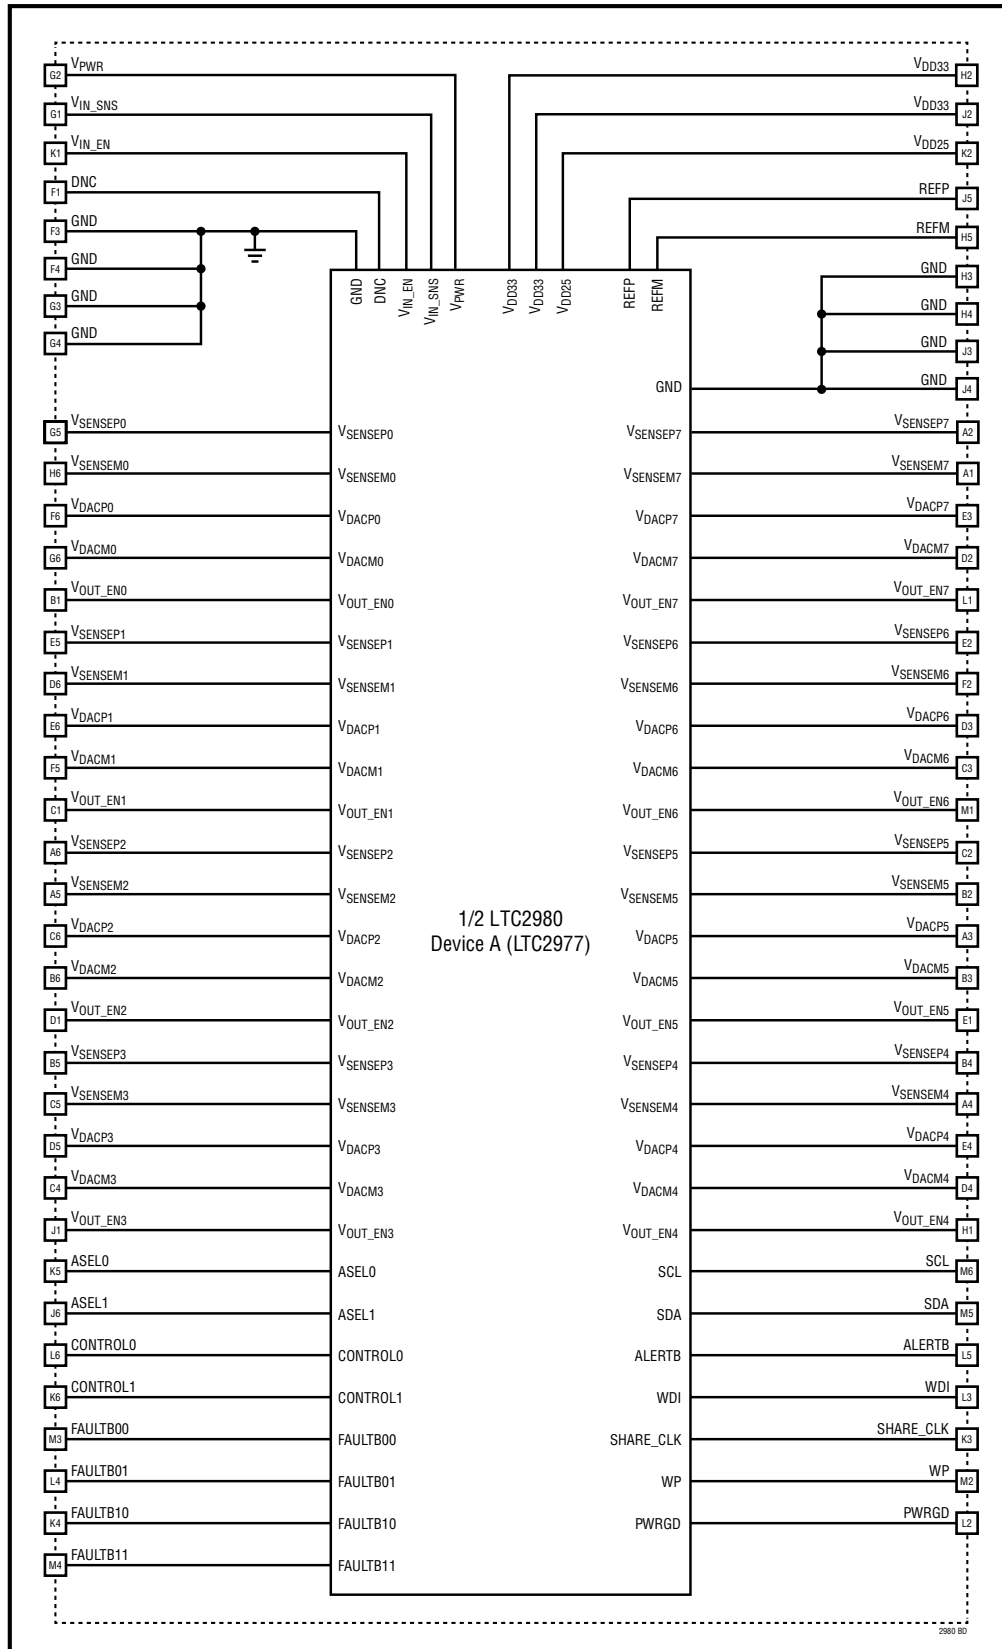 VPWR
G2
VIN_SNS
G1
VIN_EN
K1
DNC
F1
GND
F3
GND
F4
GND
G3
GND
G4
VDD33
H2
VDD33
J2
VDD25
K2
REFP
J5
REFM
H5
GND
H3
GND
H4
GND
J3
GND
J4
GND
DNC
VIN_EN
VIN_SNS
VPWR
VDD33
VDD33
VDD25
REFP
REFM
GND
G5 VSENSEP0 VSENSEP0 VSENSEP7 VSENSEP7 A2
H6 VSENSEM0 VSENSEM0 VSENSEM7 VSENSEM7 A1
F6 VDACP0 VDACP0 VDACP7 VDACP7 E3
G6 VDACM0 VDACM0 VDACM7 VDACM7 D2
B1 VOUT_EN0 VOUT_EN0 VOUT_EN7 VOUT_EN7 L1
E5 VSENSEP1 VSENSEP1 VSENSEP6 VSENSEP6 E2
D6 VSENSEM1 VSENSEM1 VSENSEM6 VSENSEM6 F2
E6 VDACP1 VDACP1 VDACP6 VDACP6 D3
F5 VDACM1 VDACM1 VDACM6 VDACM6 C3
C1 VOUT_EN1 VOUT_EN1 VOUT_EN6 VOUT_EN6 M1
A6 VSENSEP2 VSENSEP2 VSENSEP5 VSENSEP5 C2
A5 VSENSEM2 VSENSEM2 VSENSEM5 VSENSEM5 B2
1/2 LTC2980
Device A (LTC2977)
C6 VDACP2 VDACP2 VDACP5 VDACP5 A3
B6 VDACM2 VDACM2 VDACM5 VDACM5 B3
D1 VOUT_EN2 VOUT_EN2 VOUT_EN5 VOUT_EN5 E1
B5 VSENSEP3 VSENSEP3 VSENSEP4 VSENSEP4 B4
C5 VSENSEM3 VSENSEM3 VSENSEM4 VSENSEM4 A4
D5 VDACP3 VDACP3 VDACP4 VDACP4 E4
C4 VDACM3 VDACM3 VDACM4 VDACM4 D4
J1 VOUT_EN3 VOUT_EN3 VOUT_EN4 VOUT_EN4 H1
K5 ASEL0 ASEL0 SCL SCL M6
J6 ASEL1 ASEL1 SDA SDA M5
L6 CONTROL0 CONTROL0 ALERTB ALERTB L5
K6 CONTROL1 CONTROL1 WDI WDI L3
M3 FAULTB00 FAULTB00 SHARE_CLK SHARE_CLK K3
L4 FAULTB01 FAULTB01 WP WP M2
K4 FAULTB10 FAULTB10 PWRGD PWRGD L2
M4 FAULTB11 FAULTB11
2980 BD